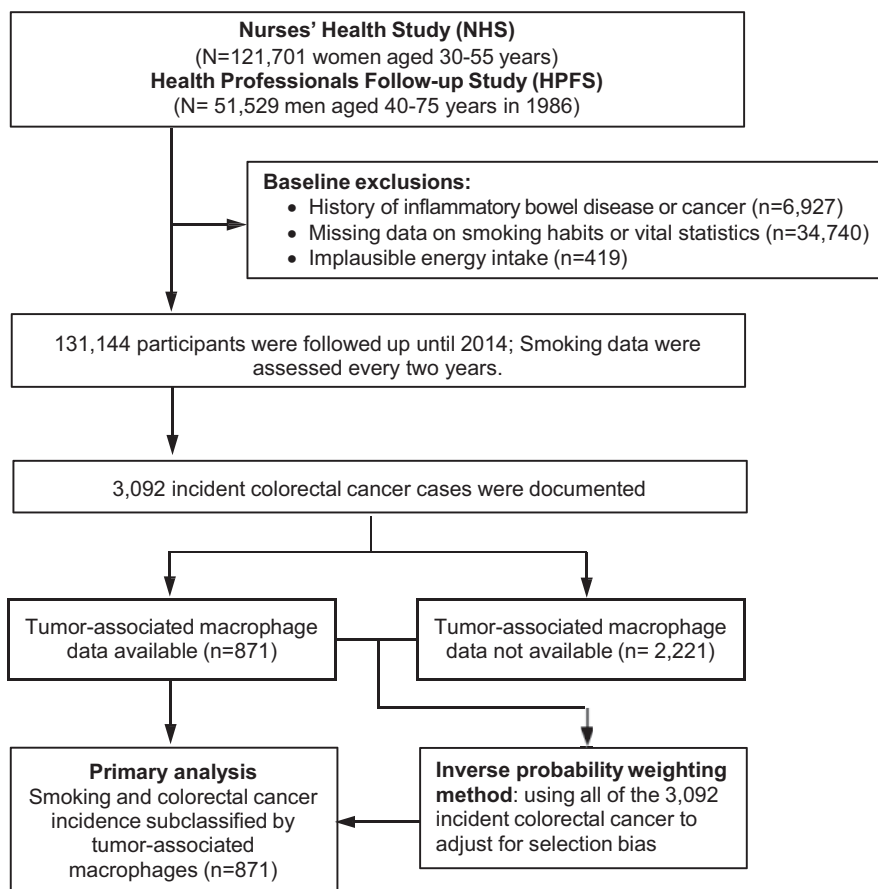 Nurses’ Health Study (NHS)
(N=121,701 women aged 30-55 years)
Health Professionals Follow-up Study (HPFS)
(N= 51,529 men aged 40-75 years in 1986)
Baseline exclusions:
• History of inflammatory bowel disease or cancer (n=6,927)
• Missing data on smoking habits or vital statistics (n=34,740)
• Implausible energy intake (n=419)
131,144 participants were followed up until 2014; Smoking data were
assessed every two years.
3,092 incident colorectal cancer cases were documented
Tumor-associated macrophage
data available (n=871)
Tumor-associated macrophage
data not available (n= 2,221)
Primary analysis
Smoking and colorectal cancer
incidence subclassified by
tumor-associated
macrophages (n=871)
Inverse probability weighting
method: using all of the 3,092
incident colorectal cancer to
adjust for selection bias